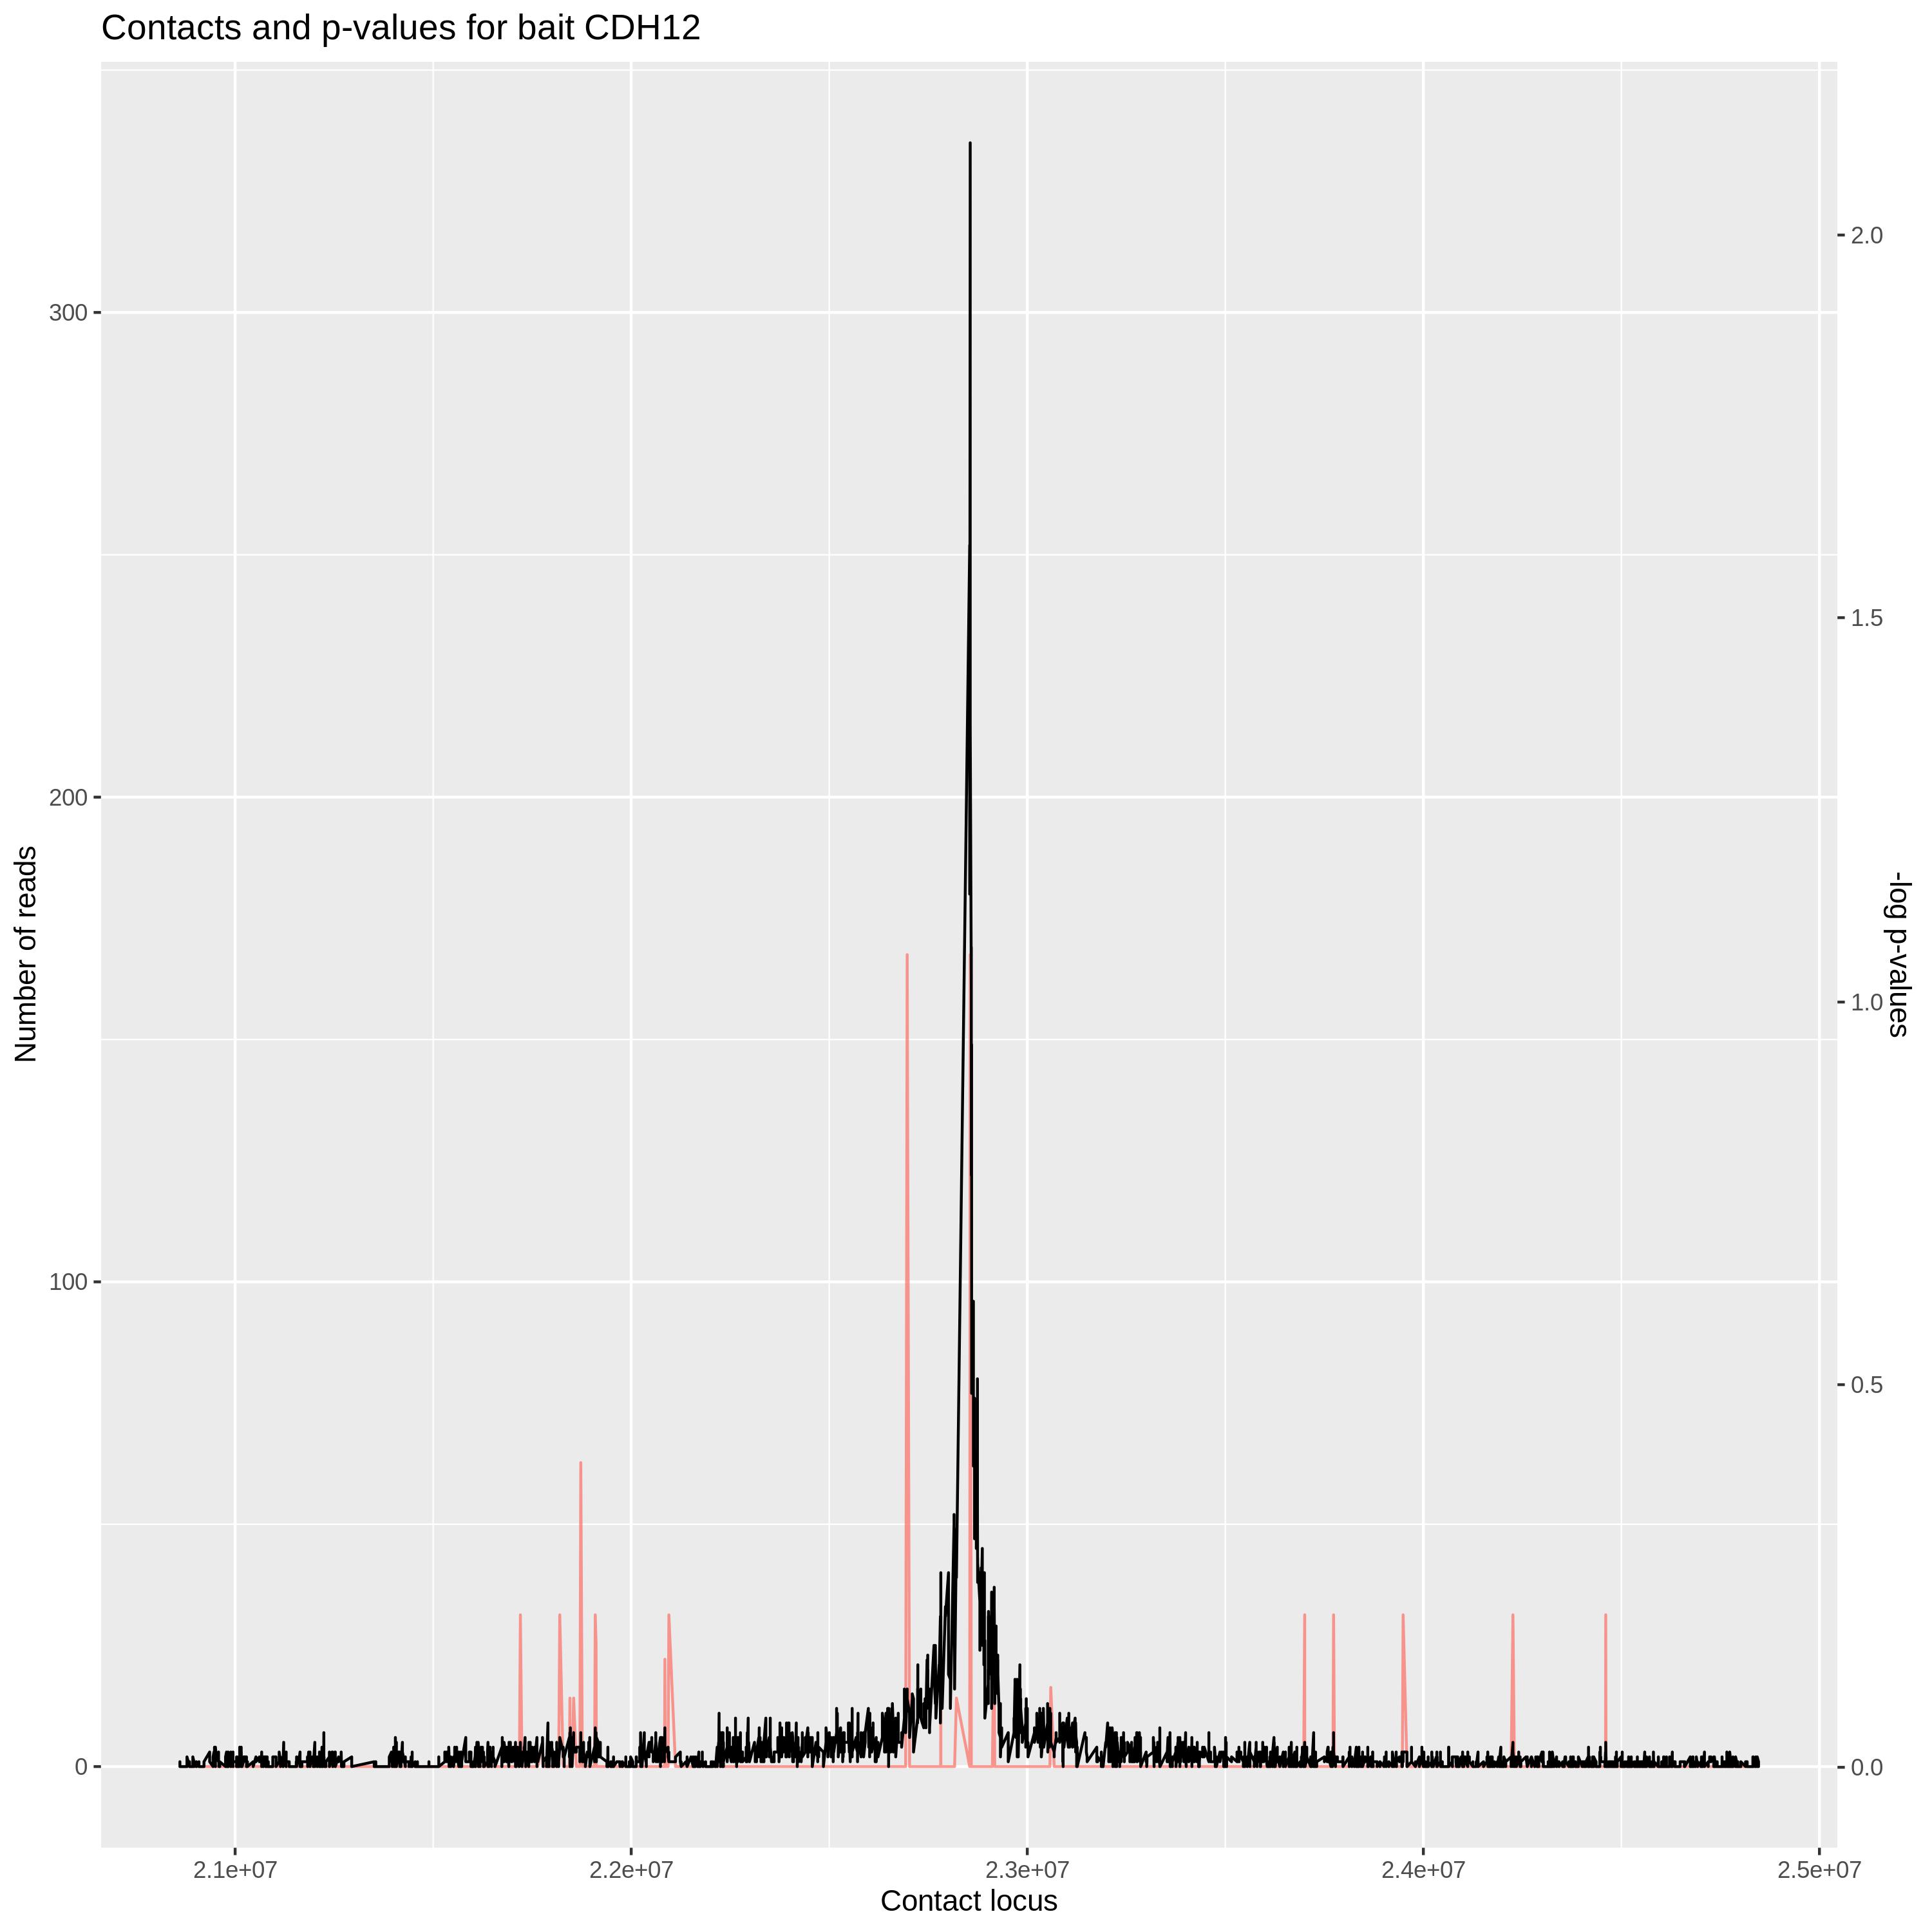 Contacts and p-values for bait CDH12
300
200
100
0
Number of reads
2.0
1.5
1.0
0.5
0.0
-log p-values
2.1e+07
2.2e+07
2.3e+07
2.4e+07
2.5e+07
Contact locus